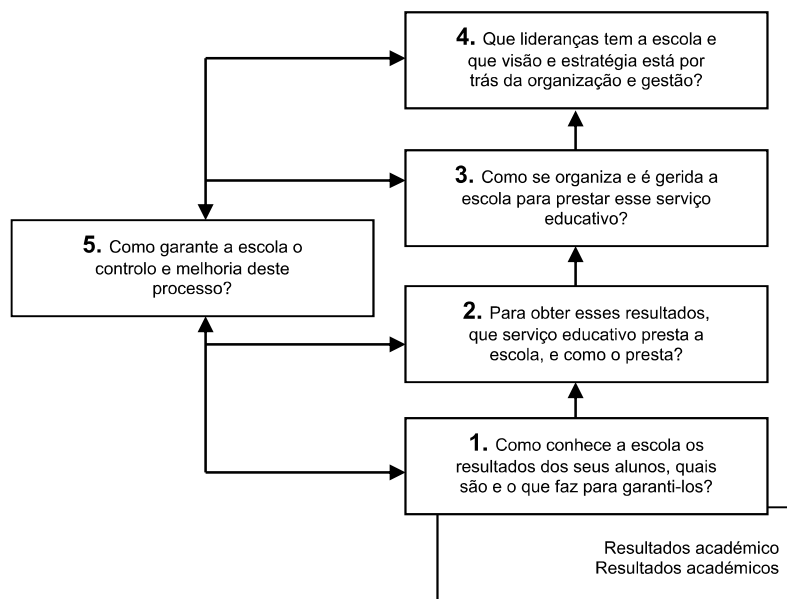 4. Que lideranças tem a escola e
que visão e estratégia está por
trás da organização e gestão?
3. Como se organiza e é gerida a
escola para prestar esse serviço
educativo?
5. Como garante a escola o
controlo e melhoria deste
processo?
2. Para obter esses resultados,
que serviço educativo presta a
escola, e como o presta?
1. Como conhece a escola os
resultados dos seus alunos, quais
são e o que faz para garanti-los?
Resultados académico
Resultados académicos